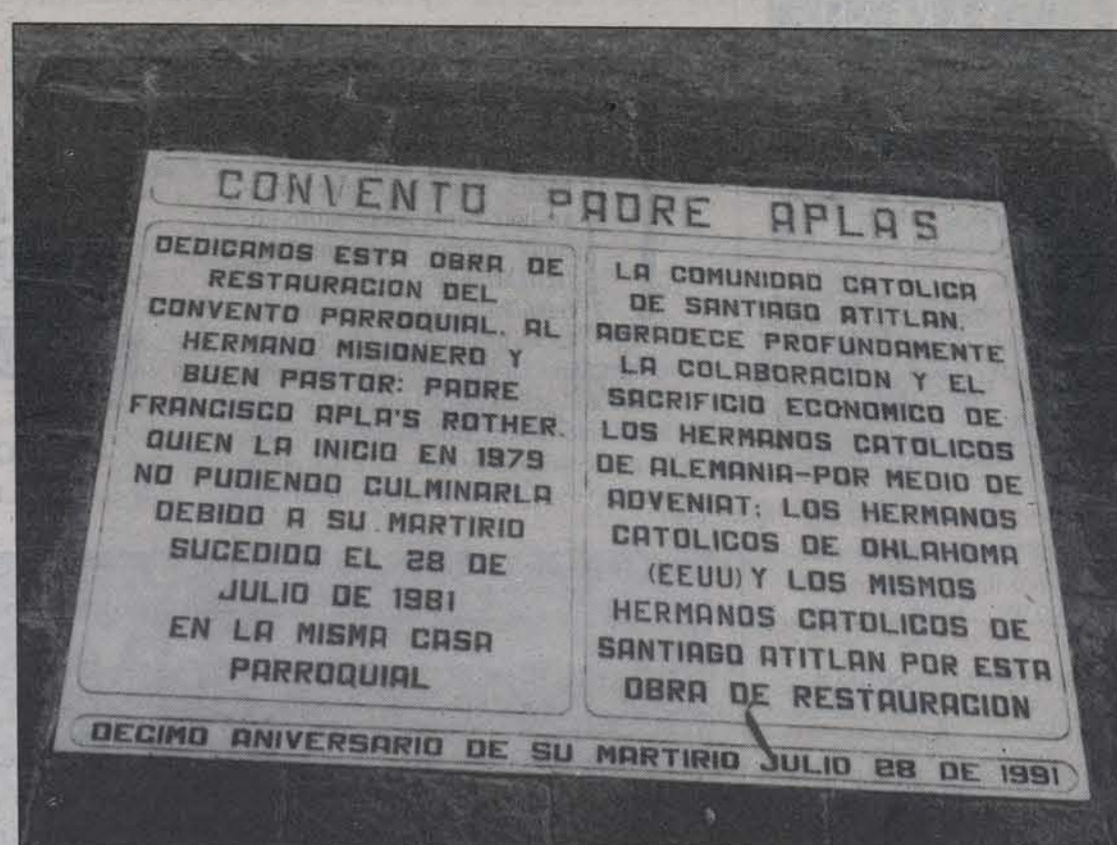 CONVENTO PADRE APLAS
DEDICAMOS ESTA OBRA DE
RESTAURACION DEL
CONVENTO PARROQUIAL, AL
HERMANO MISIONERO Y
BUEN PASTOR: PADRE
FRANCISCO APLA'S ROTHER.
QUIEN LA INICIO EN 1979
NO PUDIENDO CULMINARLA
DEBIDO A SU MARTIRIO
SUCEDIDO EL 28 DE
JULIO DE 1981
EN LA MISMA CASA
PARROQUIAL
LA COMUNIDAD CATOLICA
DE SANTIAGO ATITLAN,
AGRADECE PROFUNDAMENTE
LA COLABORACION Y EL
SACRIFICIO ECONOMICO DE
LOS HERMANOS CATOLICOS
DE ALEMANIA-POR MEDIO DE
ADVENIAT; LOS HERMANOS
CATOLICOS DE OHLAHOMA
(EEUU) Y LOS MISMOS
HERMANOS CATOLICOS DE
SANTIAGO ATITLAN POR ESTA
OBRA DE RESTAURACION
DECIMO ANIVERSARIO DE SU MARTIRIO JULIO 28 DE 1991